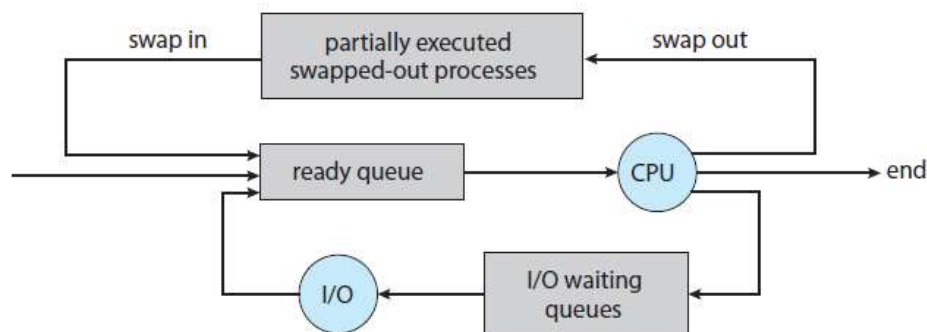 swap in
partially executed
swapped-out processes
swap out
ready queue
CPU
end
I/O
I/O waiting
queues